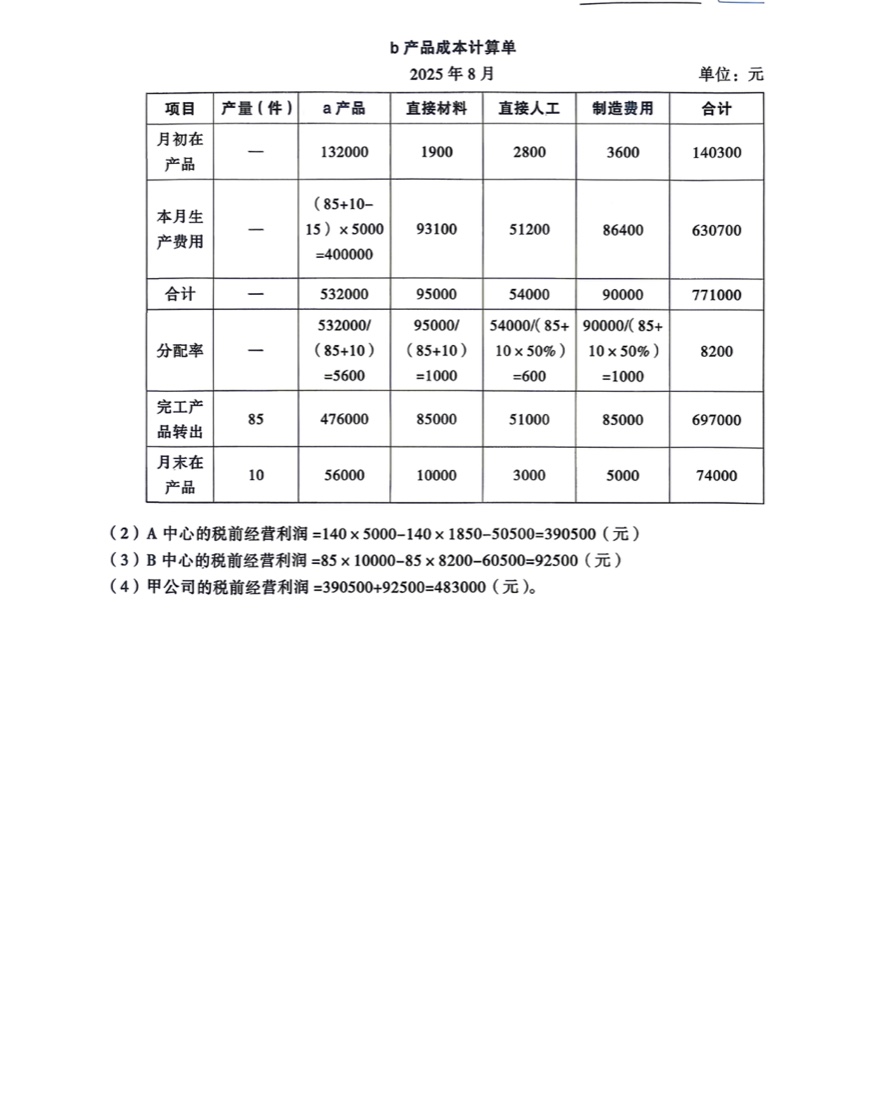 b 产品成本计算单
2025 年 8 月
单位：元
项目 产量（件） a 产品 直接材料 直接人工 制造费用 合计
月初在产品 — 132000 1900 2800 3600 140300
本月生产费用 — （85+10–15）×5000=400000 93100 51200 86400 630700
合计 — 532000 95000 54000 90000 771000
分配率 — 532000/（85+10）=5600 95000/（85+10）=1000 54000/（85+10×50%）=600 90000/（85+10×50%）=1000 8200
完工产品转出 85 476000 85000 51000 85000 697000
月末在产品 10 56000 10000 3000 5000 74000
（2）A 中心的税前经营利润 =140×5000–140×1850–50500=390500（元）
（3）B 中心的税前经营利润 =85×10000–85×8200–60500=92500（元）
（4）甲公司的税前经营利润 =390500+92500=483000（元）。